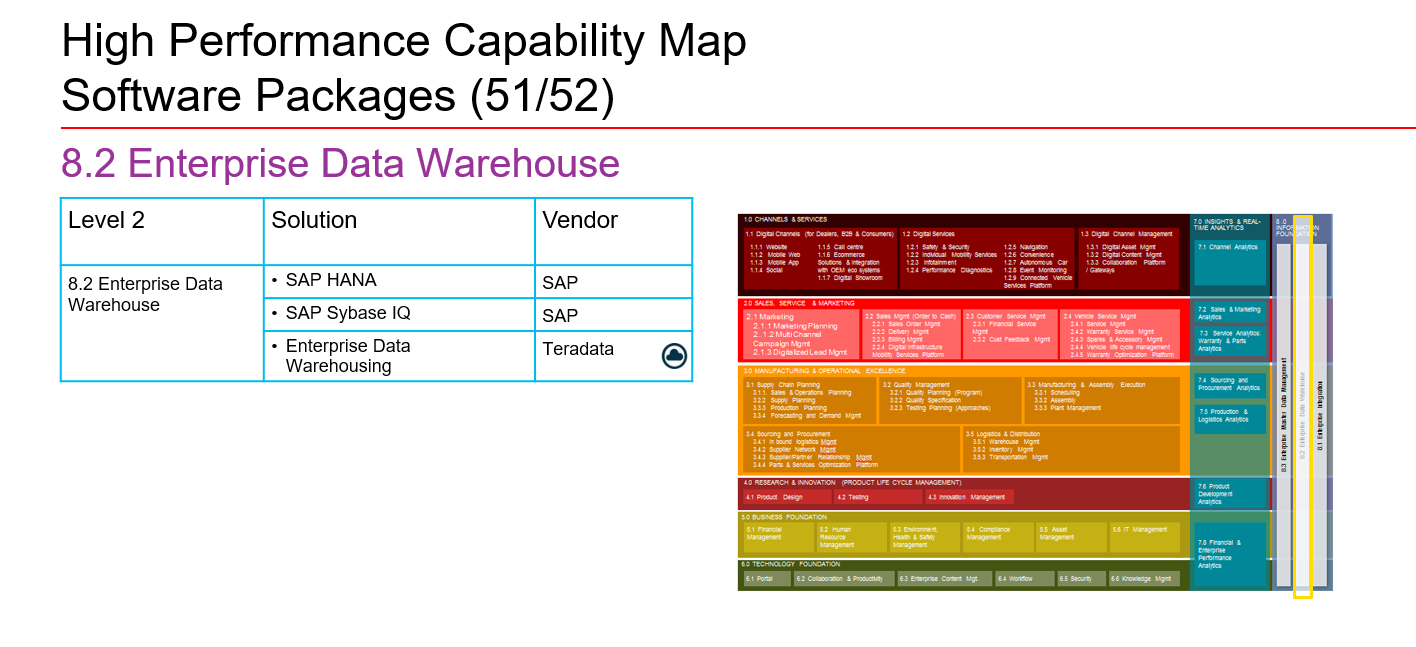 High Performance Capability Map
Software Packages (51/52)
8.2 Enterprise Data Warehouse
Level 2
Solution
Vendor
8.2 Enterprise Data
Warehouse
• SAP HANA
SAP
• SAP Sybase IQ
SAP
• Enterprise Data
Warehousing
Teradata
1.0 CHANNELS & SERVICES
1.1 Digital Channels (for Dealers, B2B & Consumers)
1.1.1 Website
1.1.2 Mobile Web
1.1.3 Mobile App
1.1.4 Social
1.1.5 Call centre
1.1.6 Ecommerce
Solutions & Integration
with OEM eco systems
1.1.7 Digital Showroom
1.2 Digital Services
1.2.1 Safety & Security
1.2.2 Individual Mobility Services
1.2.3 Infotainment
1.2.4 Performance Diagnostics
1.2.5 Navigation
1.2.6 Convenience
1.2.7 Autonomous Car
1.2.8 Event Monitoring
1.2.9 Connected Vehicle
Services Platform
1.3 Digital Channel Management
1.3.1 Digital Asset Mgmt
1.3.2 Digital Content Mgmt
1.3.3 Collaboration Platform
/ Gateways
2.0 SALES, SERVICE & MARKETING
2.1 Marketing
2.1.1 Marketing Planning
2. 1.2 Multi Channel
Campaign Mgmt
2.1.3 Digitalized Lead Mgmt
2.2 Sales Mgmt (Order to Cash)
2.2.1 Sales Order Mgmt
2.2.2 Delivery Mgmt
2.2.3 Billing Mgmt
2.2.4 Digital Infrastructure
Mobility Services Platform
2.3 Customer Service Mgmt
2.3.1 Financial Service
Mgmt
2.3.2 Cust Feedback Mgmt
2.4 Vehicle Service Mgmt
2.4.1 Service Mgmt
2.4.2 Warranty Service Mgmt
2.4.3 Spares & Accessory Mgmt
2.4.4 Vehicle life cycle management
2.4.5 Warranty Optimization Platform
3.0 MANUFACTURING & OPERATIONAL EXCELLENCE
3.1 Supply Chain Planning
3.1.1. Sales & Operations Planning
3.2.2 Supply Planning
3.3.3 Production Planning
3.3.4 Forecasting and Demand Mgmt
3.2 Quality Management
3.2.1 Quality Planning (Program)
3.2.2 Quality Specification
3.2.3 Testing Planning (Approaches)
3.3 Manufacturing & Assembly Execution
3.3.1 Scheduling
3.3.2 Assembly
3.3.3 Plant Management
3.4 Sourcing and Procurement
3.4.1 In bound logistics Mgmt
3.4.2 Supplier Network Mgmt
3.4.3 Supplier/Partner Relationship Mgmt
3.4.4 Parts & Services Optimization Platform
3.5 Logistics & Distribution
3.5.1 Warehouse Mgmt
3.5.2 Inventory Mgmt
3.5.3 Transportation Mgmt
4.0 RESEARCH & INNOVATION (PRODUCT LIFE CYCLE MANAGEMENT)
4.1 Product Design
4.2 Testing
4.3 Innovation Management
5.0 BUSINESS FOUNDATION
5.1 Financial
Management
5.2 Human
Resource
Management
5.3 Environment,
Health & Safety
Management
5.4 Compliance
Management
5.5 Asset
Management
5.6 IT Management
6.0 TECHNOLOGY FOUNDATION
6.1 Portal
6.2 Collaboration & Productivity
6.3 Enterprise Content Mgt.
6.4 Workflow
6.5 Security
6.6 Knowledge Mgmt
7.0 INSIGHTS & REAL-
TIME ANALYTICS
7.1 Channel Analytics
7.2 Sales & Marketing
Analytics
7.3 Service Analytics:
Warranty & Parts
Analytics
7.4 Sourcing and
Procurement Analytics
7.5 Production &
Logistics Analytics
7.6 Product
Development
Analytics
7.8 Financial &
Enterprise
Performance
Analytics
8 .0
INFORMATION
FOUNDATION
8.3 Enterprise Master Data Management
8.2 Enterprise Data Warehouse
8.1 Enterprise Integration